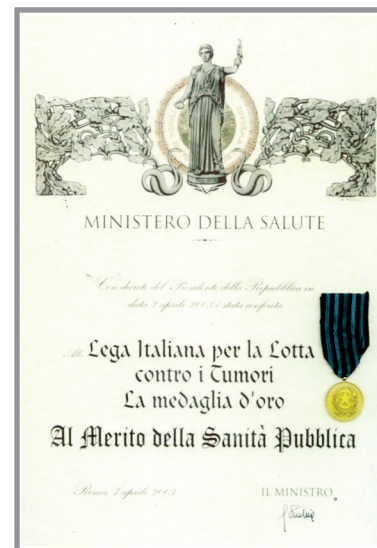 MINISTERO DELLA SALUTE
Con decreto del Presidente della Repubblica in
data 2 aprile 2003 è stata conferita
Alla Lega Italiana per la Lotta
contro i Tumori
La medaglia d'oro
Al Merito della Sanità Pubblica
Roma, 7 aprile 2003
IL MINISTRO